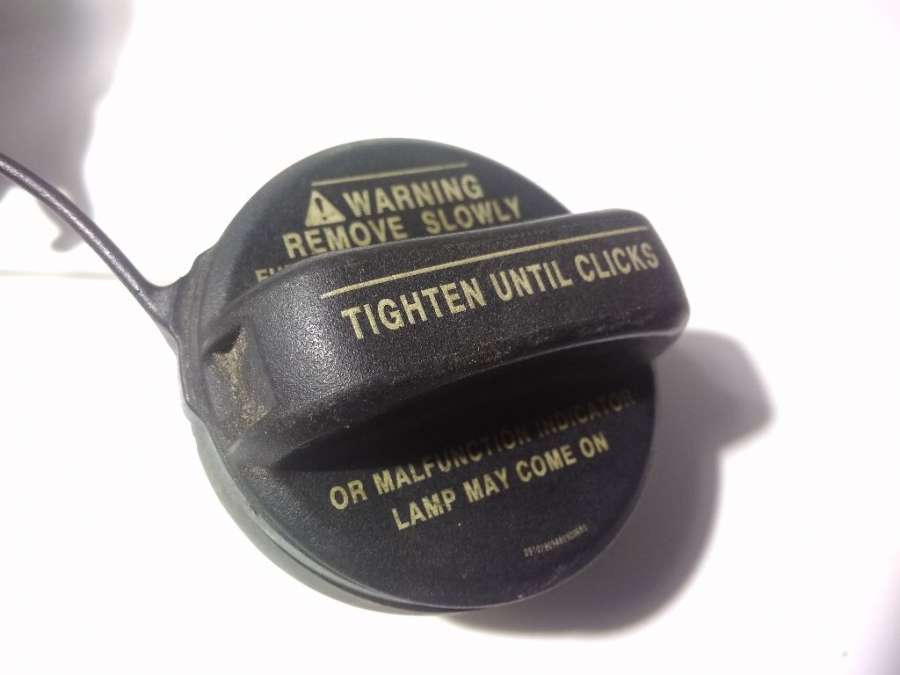 WARNING
REMOVE SLOWLY
TIGHTEN UNTIL CLICKS
OR MALFUNCTION INDICATOR
LAMP MAY COME ON